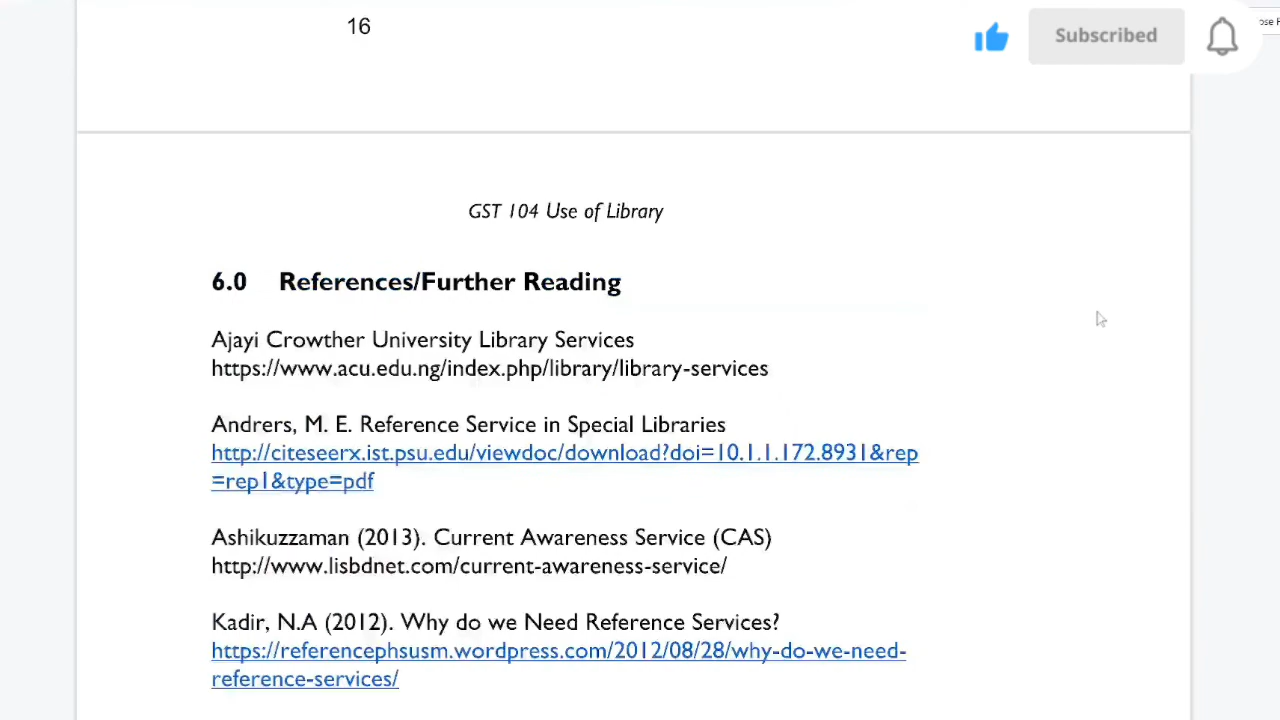 16
Subscribed
ose
GST 104 Use of Library
6.0 References/Further Reading
Ajayi Crowther University Library Services
https://www.acu.edu.ng/index.php/library/library-services
Andrers, M. E. Reference Service in Special Libraries
http://citeseerx.ist.psu.edu/viewdoc/download?doi=10.1.1.172.8931&rep
=rep1&type=pdf
Ashikuzzaman (2013). Current Awareness Service (CAS)
http://www.lisbdnet.com/current-awareness-service/
Kadir, N.A (2012). Why do we Need Reference Services?
https://referencephsusm.wordpress.com/2012/08/28/why-do-we-need-
reference-services/